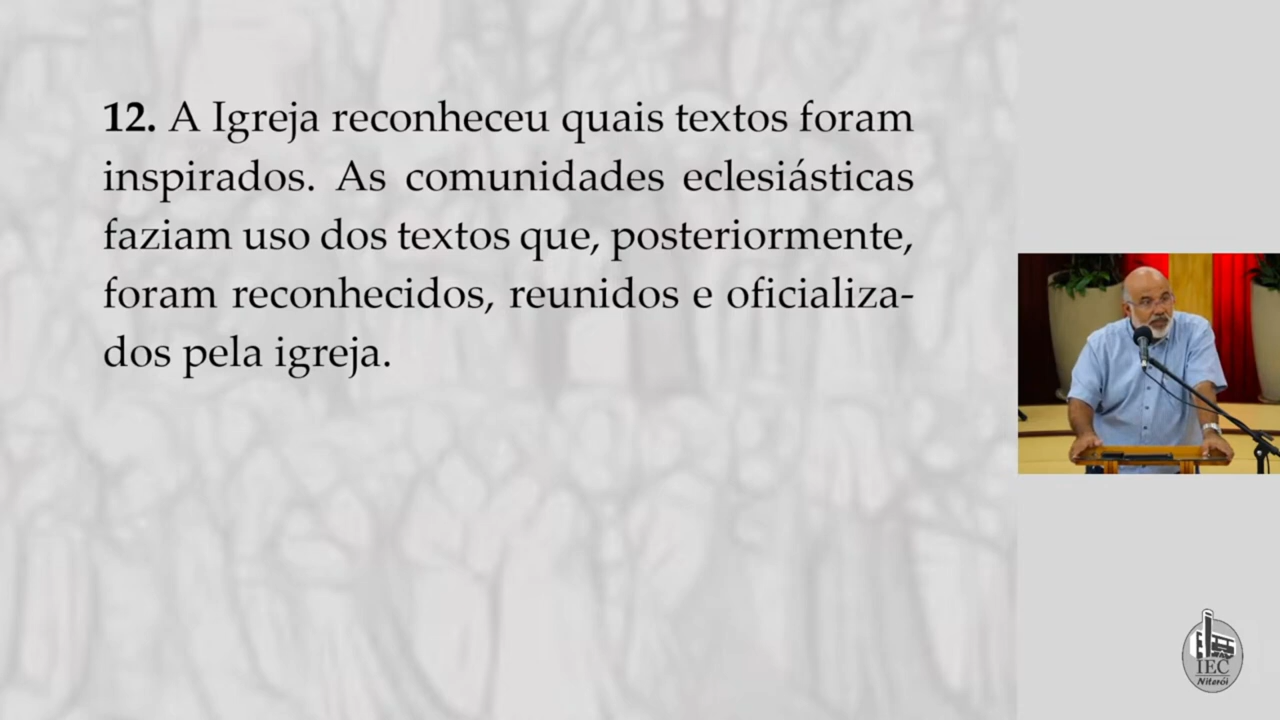 12. A Igreja reconheceu quais textos foram
inspirados. As comunidades eclesiásticas
faziam uso dos textos que, posteriormente,
foram reconhecidos, reunidos e oficializa-
dos pela igreja.
IEC
Niterói